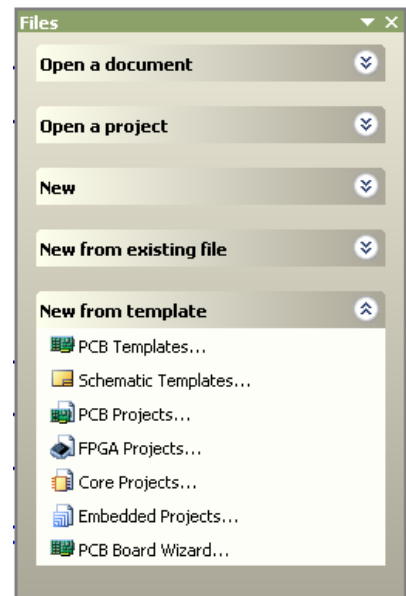 Files
Open a document
Open a project
New
New from existing file
New from template
PCB Templates...
Schematic Templates...
PCB Projects...
FPGA Projects...
Core Projects...
Embedded Projects...
PCB Board Wizard...